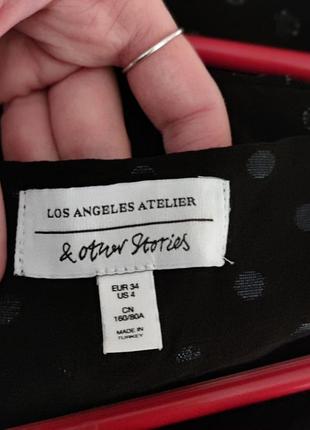 LOS ANGELES ATELIER
& other Stories
EUR 34
US 4
CN
160/80A
MADE IN
TURKEY